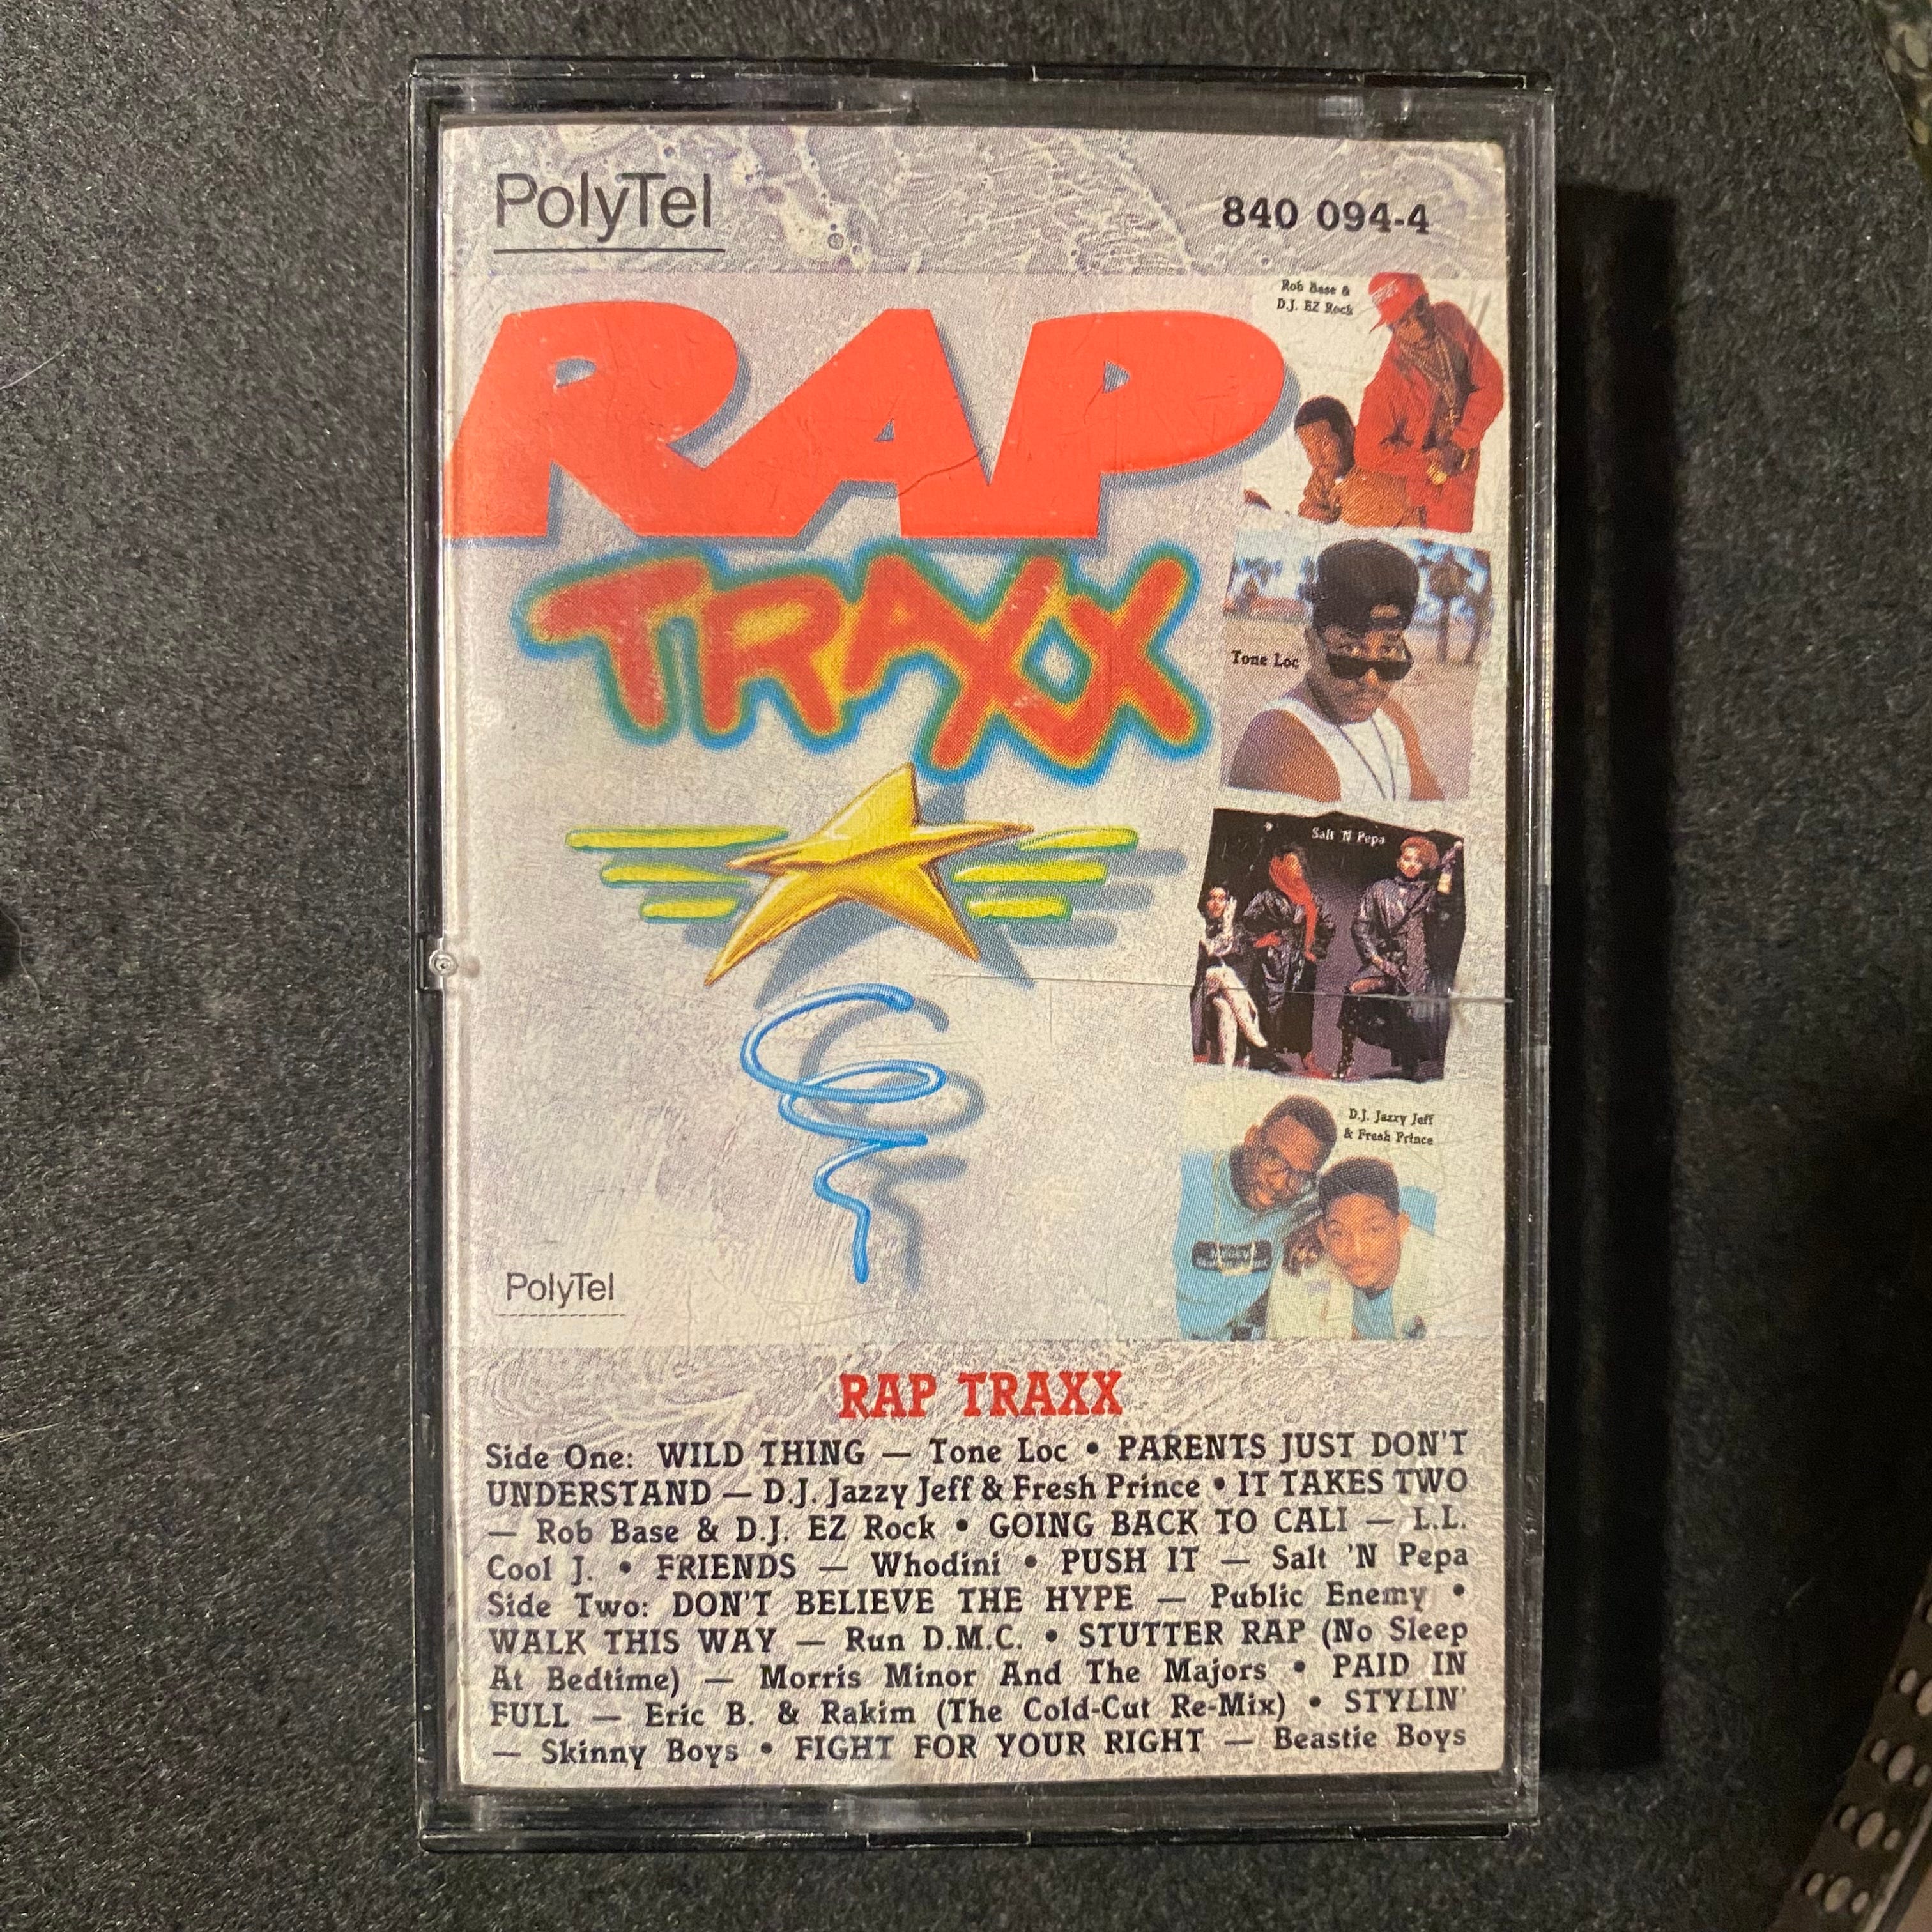 PolyTel
840 094-4
RAP
TRAXX
Rob Base &
D.J. EZ Rock
Tone Loc
Salt 'N Pepa
D.J. Jazzy Jeff
& Fresh Prince
PolyTel
RAP TRAXX
Side One: WILD THING — Tone Loc • PARENTS JUST DON'T
UNDERSTAND — D.J. Jazzy Jeff & Fresh Prince • IT TAKES TWO
— Rob Base & D.J. EZ Rock • GOING BACK TO CALI — L.L.
Cool J. • FRIENDS — Whodini • PUSH IT — Salt 'N Pepa
Side Two: DON'T BELIEVE THE HYPE — Public Enemy •
WALK THIS WAY — Run D.M.C. • STUTTER RAP (No Sleep
At Bedtime) — Morris Minor And The Majors • PAID IN
FULL — Eric B. & Rakim (The Cold-Cut Re-Mix) • STYLIN'
— Skinny Boys • FIGHT FOR YOUR RIGHT — Beastie Boys